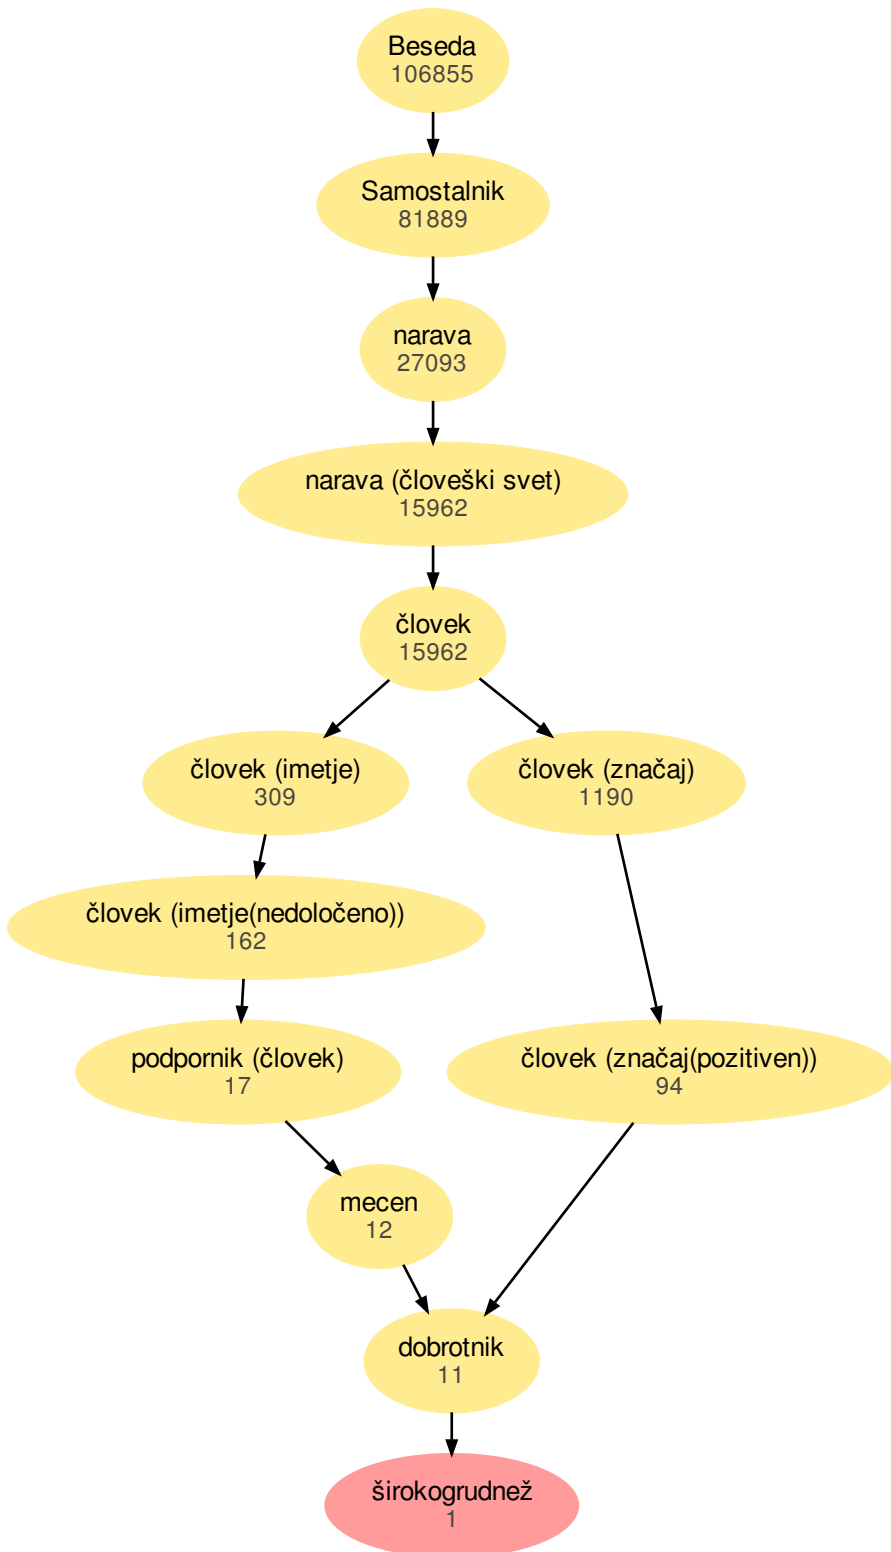 Beseda
106855
Samostalnik
81889
narava
27093
narava (človeški svet)
15962
človek
15962
človek (imetje)
309
človek (značaj)
1190
človek (imetje(nedoločeno))
162
podpornik (človek)
17
človek (značaj(pozitiven))
94
mecen
12
dobrotnik
11
širokogrudnež
1